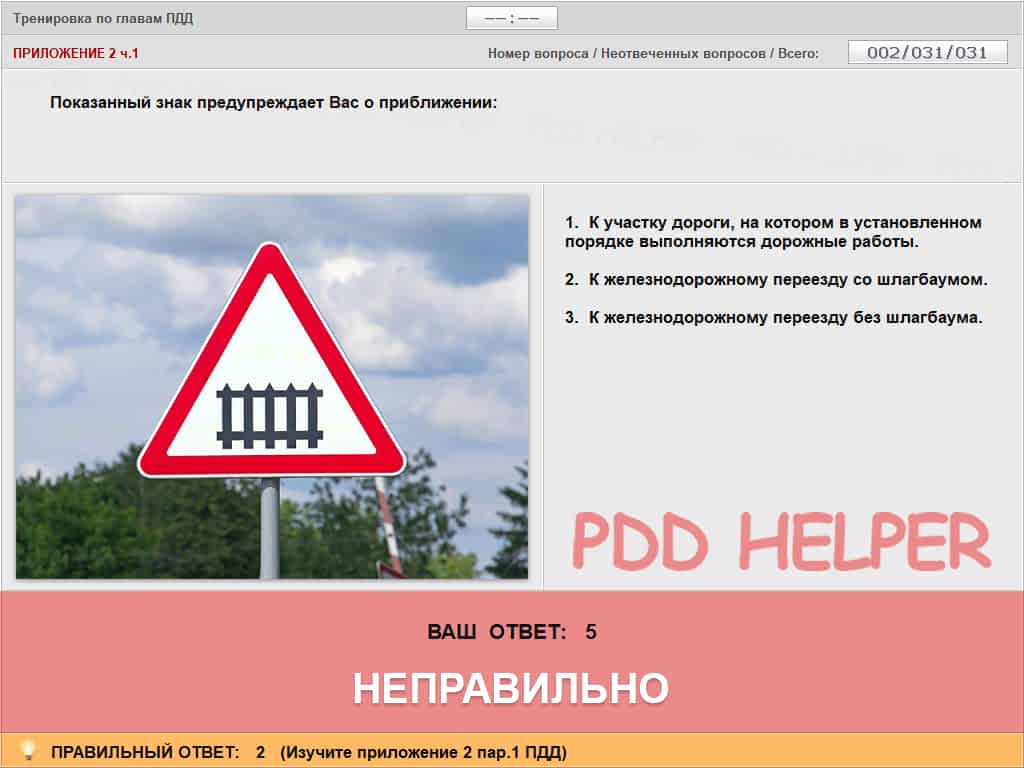 Тренировка по главам ПДД
—— : ——
ПРИЛОЖЕНИЕ 2 ч.1
Номер вопроса / Неотвеченных вопросов / Всего:
002/031/031
Показанный знак предупреждает Вас о приближении:
1. К участку дороги, на котором в установленном
порядке выполняются дорожные работы.
2. К железнодорожному переезду со шлагбаумом.
3. К железнодорожному переезду без шлагбаума.
PDD HELPER
ВАШ ОТВЕТ: 5
НЕПРАВИЛЬНО
ПРАВИЛЬНЫЙ ОТВЕТ: 2 (Изучите приложение 2 пар.1 ПДД)